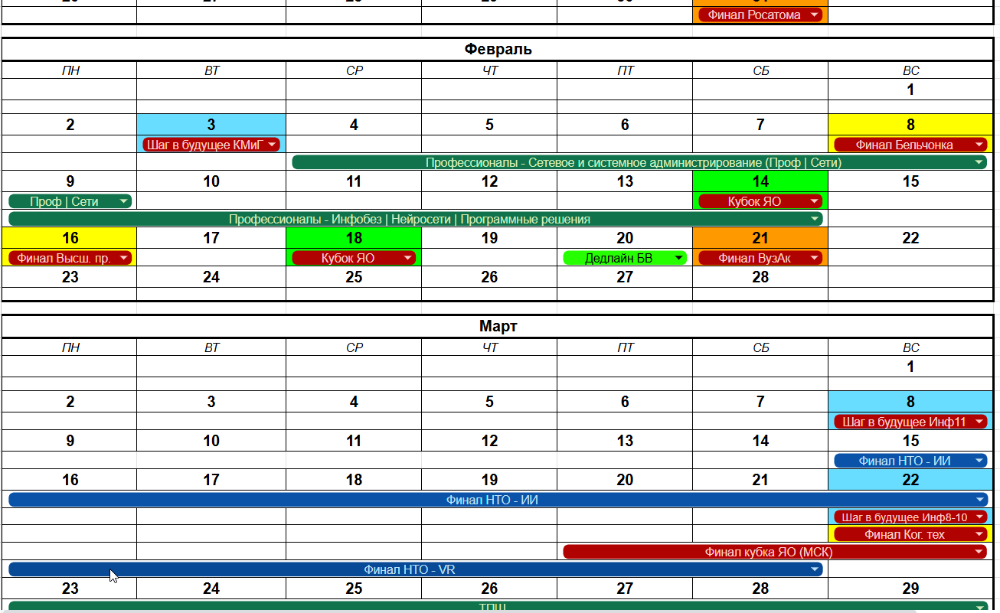 Финал Росатома
Февраль
ПН ВТ СР ЧТ ПТ СБ ВС
1
2 3 4 5 6 7 8
Шаг в будущее КМиГ Финал Бельчонка
Профессионалы - Сетевое и системное администрирование (Проф | Сети)
9 10 11 12 13 14 15
Проф | Сети Кубок ЯО
Профессионалы - Инфобез | Нейросети | Программные решения
16 17 18 19 20 21 22
Финал Высш. пр. Кубок ЯО Дедлайн БВ Финал ВузАк
23 24 25 26 27 28
Март
ПН ВТ СР ЧТ ПТ СБ ВС
1
2 3 4 5 6 7 8
Шаг в будущее Инф11
9 10 11 12 13 14 15
Финал НТО - ИИ
16 17 18 19 20 21 22
Финал НТО - ИИ
Шаг в будущее Инф8-10
Финал Ког. тех
Финал кубка ЯО (МСК)
Финал НТО - VR
23 24 25 26 27 28 29